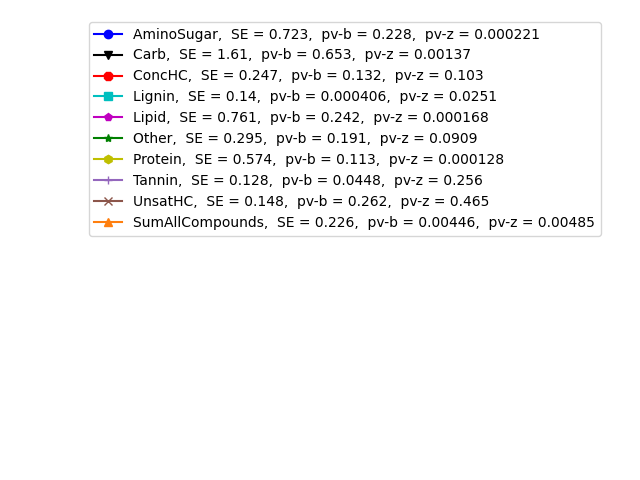 AminoSugar,  SE = 0.723,  pv-b = 0.228,  pv-z = 0.000221
Carb,  SE = 1.61,  pv-b = 0.653,  pv-z = 0.00137
ConcHC,  SE = 0.247,  pv-b = 0.132,  pv-z = 0.103
Lignin,  SE = 0.14,  pv-b = 0.000406,  pv-z = 0.0251
Lipid,  SE = 0.761,  pv-b = 0.242,  pv-z = 0.000168
Other,  SE = 0.295,  pv-b = 0.191,  pv-z = 0.0909
Protein,  SE = 0.574,  pv-b = 0.113,  pv-z = 0.000128
Tannin,  SE = 0.128,  pv-b = 0.0448,  pv-z = 0.256
UnsatHC,  SE = 0.148,  pv-b = 0.262,  pv-z = 0.465
SumAllCompounds,  SE = 0.226,  pv-b = 0.00446,  pv-z = 0.00485